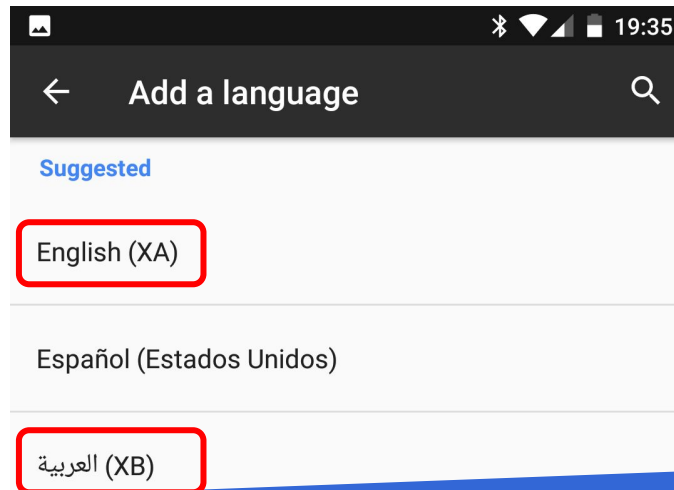 19:35
Add a language
Suggested
English (XA)
Español (Estados Unidos)
العربية (XB)